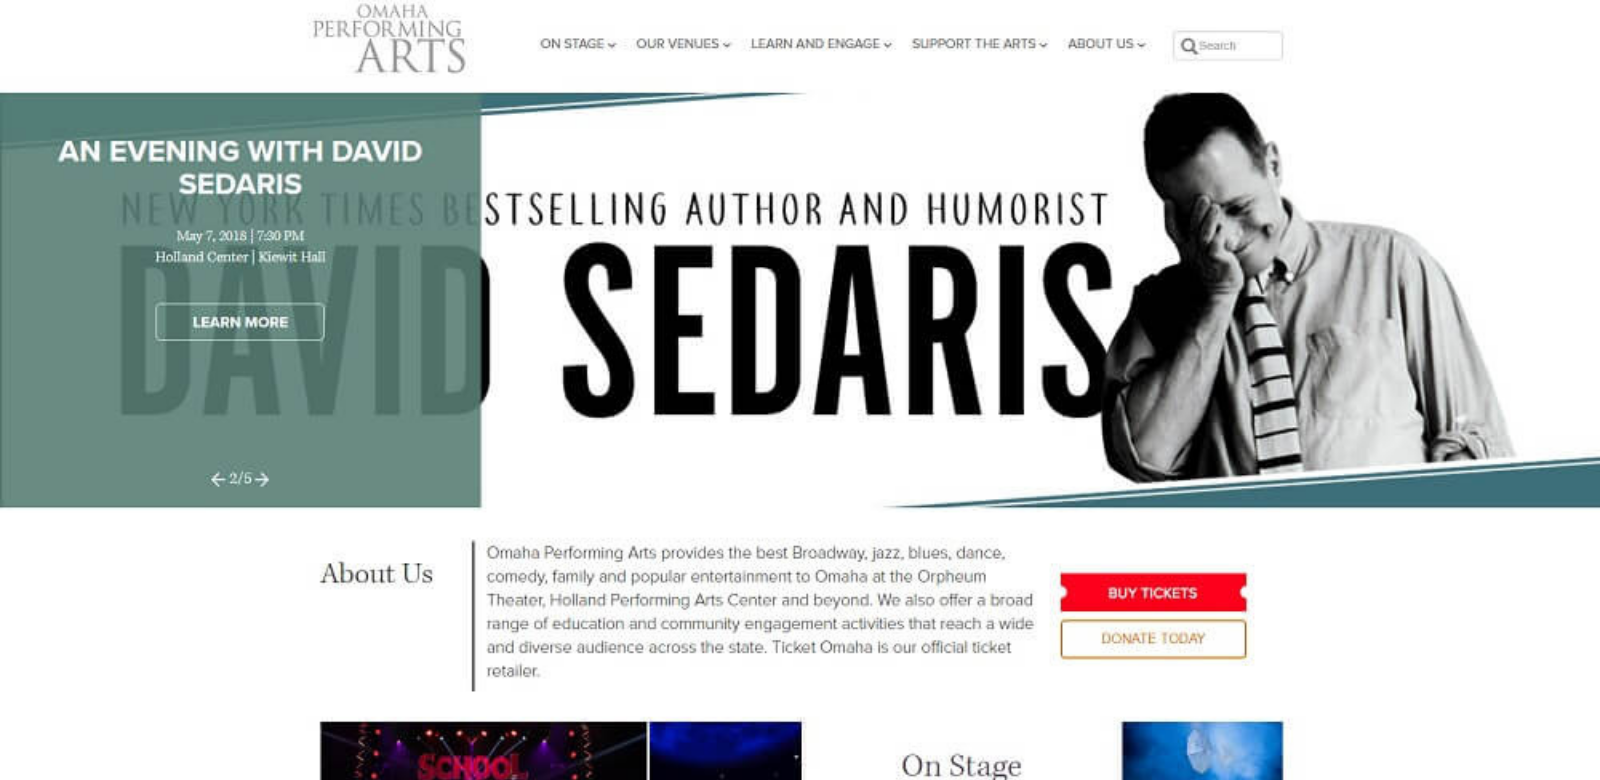 OMAHA
PERFORMING
ARTS
ON STAGE
OUR VENUES
LEARN AND ENGAGE
SUPPORT THE ARTS
ABOUT US
Search
AN EVENING WITH DAVID
SEDARIS
May 7, 2018 | 7:30 PM
Holland Center | Kiewit Hall
LEARN MORE
2/5
NEW YORK TIMES BESTSELLING AUTHOR AND HUMORIST
DAVID SEDARIS
About Us
Omaha Performing Arts provides the best Broadway, jazz, blues, dance,
comedy, family and popular entertainment to Omaha at the Orpheum
Theater, Holland Performing Arts Center and beyond. We also offer a broad
range of education and community engagement activities that reach a wide
and diverse audience across the state. Ticket Omaha is our official ticket
retailer.
BUY TICKETS
DONATE TODAY
SCHOOL
On Stage